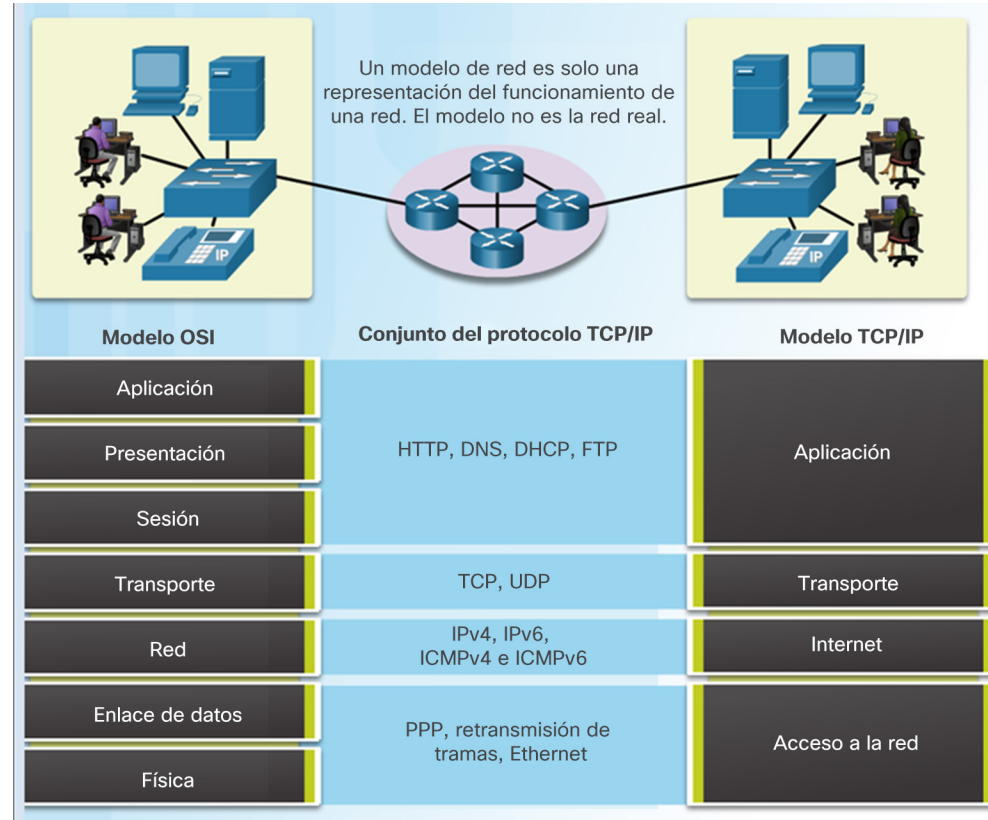 Un modelo de red es solo una
representación del funcionamiento de
una red. El modelo no es la red real.
IP
IP
Modelo OSI
Conjunto del protocolo TCP/IP
Modelo TCP/IP
Aplicación
Presentación
Sesión
HTTP, DNS, DHCP, FTP
Aplicación
Transporte
TCP, UDP
Transporte
Red
IPv4, IPv6,
ICMPv4 e ICMPv6
Internet
Enlace de datos
Física
PPP, retransmisión de
tramas, Ethernet
Acceso a la red